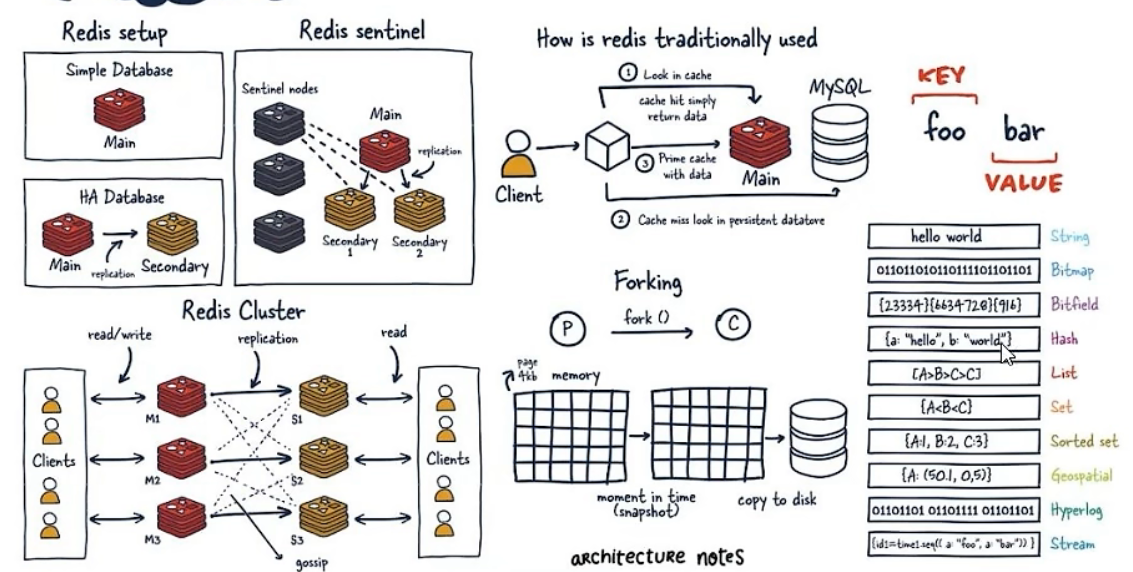 Redis setup
Simple Database
Main
HA Database
Main
replication
Secondary
Redis sentinel
Sentinel nodes
Main
replication
Secondary
1
Secondary
2
How is redis traditionally used
1 Look in cache
cache hit simply
return data
MySQL
Client
3 Prime cache
with data
Main
2 Cache miss look in persistent datatore
KEY
foo bar
VALUE
hello world String
011011010110111101101101 Bitmap
{23334}{6634728}{916} Bitfield
{a: "hello", b: "world"} Hash
[A>B>C>C] List
{A<B<C} Set
{A:1, B:2, C:3} Sorted set
{A: (50.1, 0.5)} Geospatial
01101101 01101111 01101101 Hyperlog
{id1=time1.seq(( a: "foo", a: "bar")) } Stream
Redis Cluster
read/write
replication
read
Clients
M1
S1
M2
S2
M3
S3
Clients
gossip
Forking
P
fork ()
C
page
4kb
memory
moment in time
(snapshot)
copy to disk
architecture notes